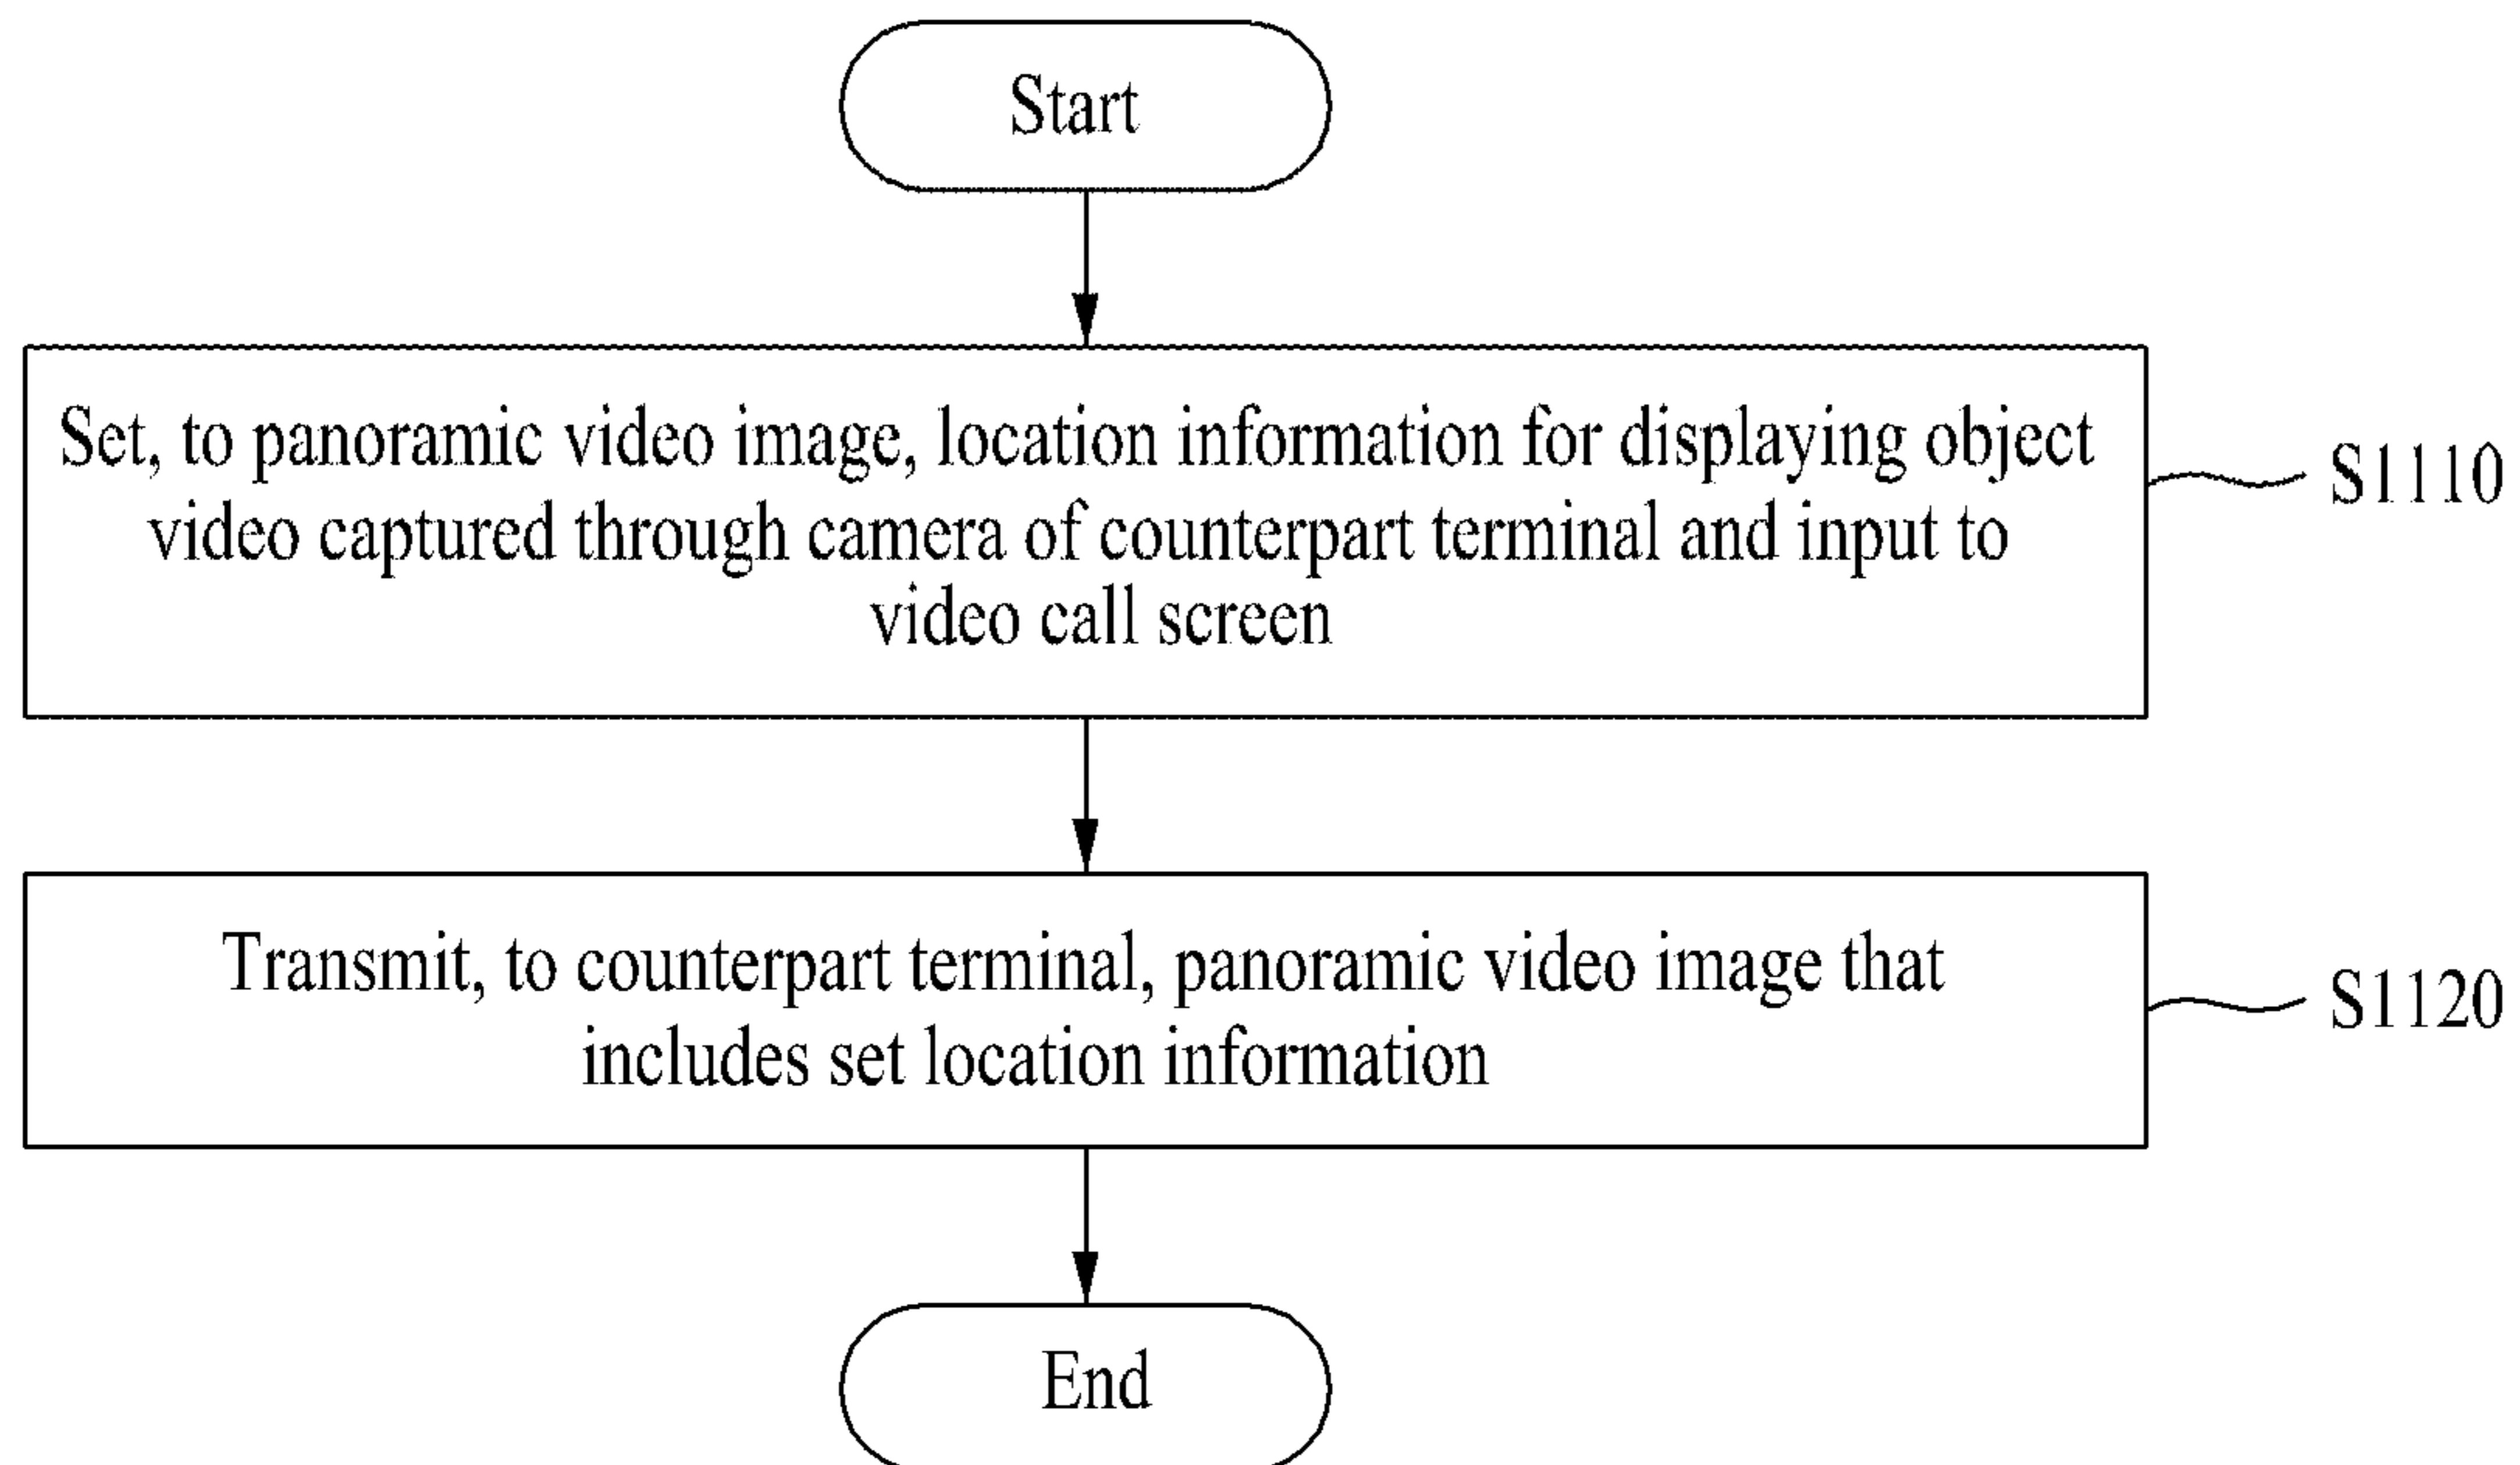 Start
Set, to panoramic video image, location information for displaying object
video captured through camera of counterpart terminal and input to
video call screen
S1110
Transmit, to counterpart terminal, panoramic video image that
includes set location information
S1120
End